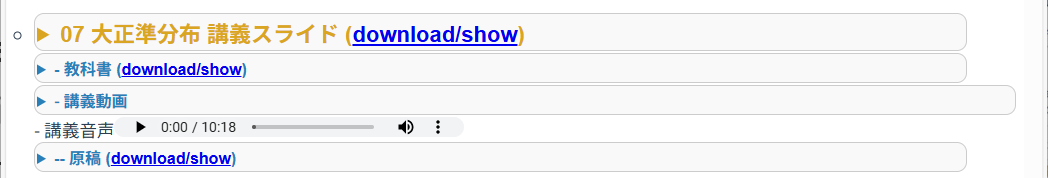 07 大正準分布 講義スライド (download/show)
- 教科書 (download/show)
- 講義動画
- 講義音声 0:00 / 10:18
-- 原稿 (download/show)